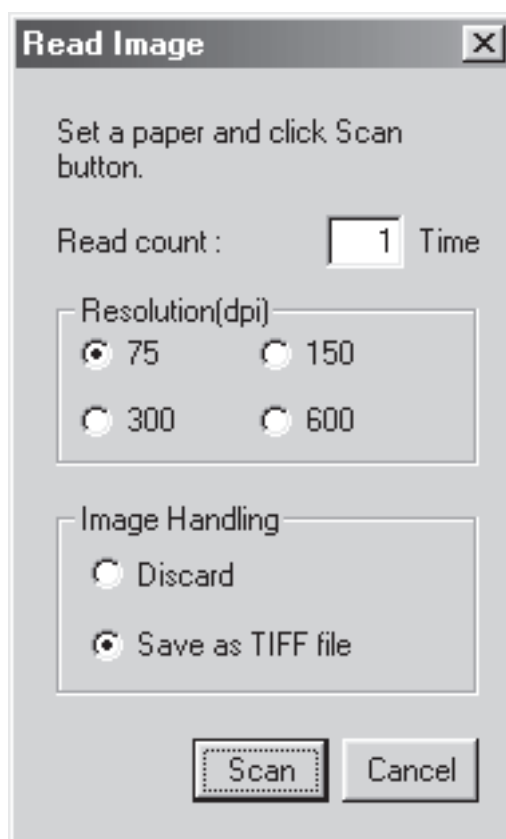 Read Image
Set a paper and click Scan
button.
Read count : 1 Time
Resolution(dpi)
75 150
300 600
Image Handling
Discard
Save as TIFF file
Scan Cancel